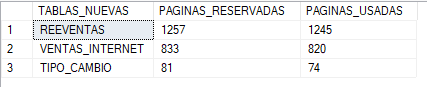 TABLAS_NUEVAS PAGINAS_RESERVADAS PAGINAS_USADAS
1 REEVENTAS 1257 1245
2 VENTAS_INTERNET 833 820
3 TIPO_CAMBIO 81 74